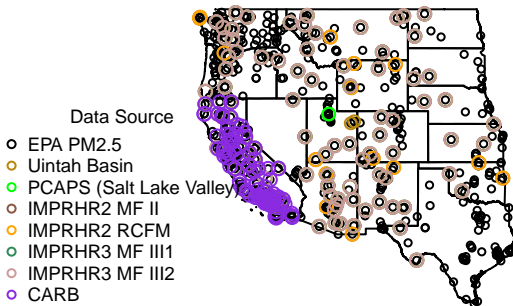 Data Source
EPA PM2.5
Uintah Basin
PCAPS (Salt Lake Valley)
IMPRHR2 MF II
IMPRHR2 RCFM
IMPRHR3 MF III1
IMPRHR3 MF III2
CARB